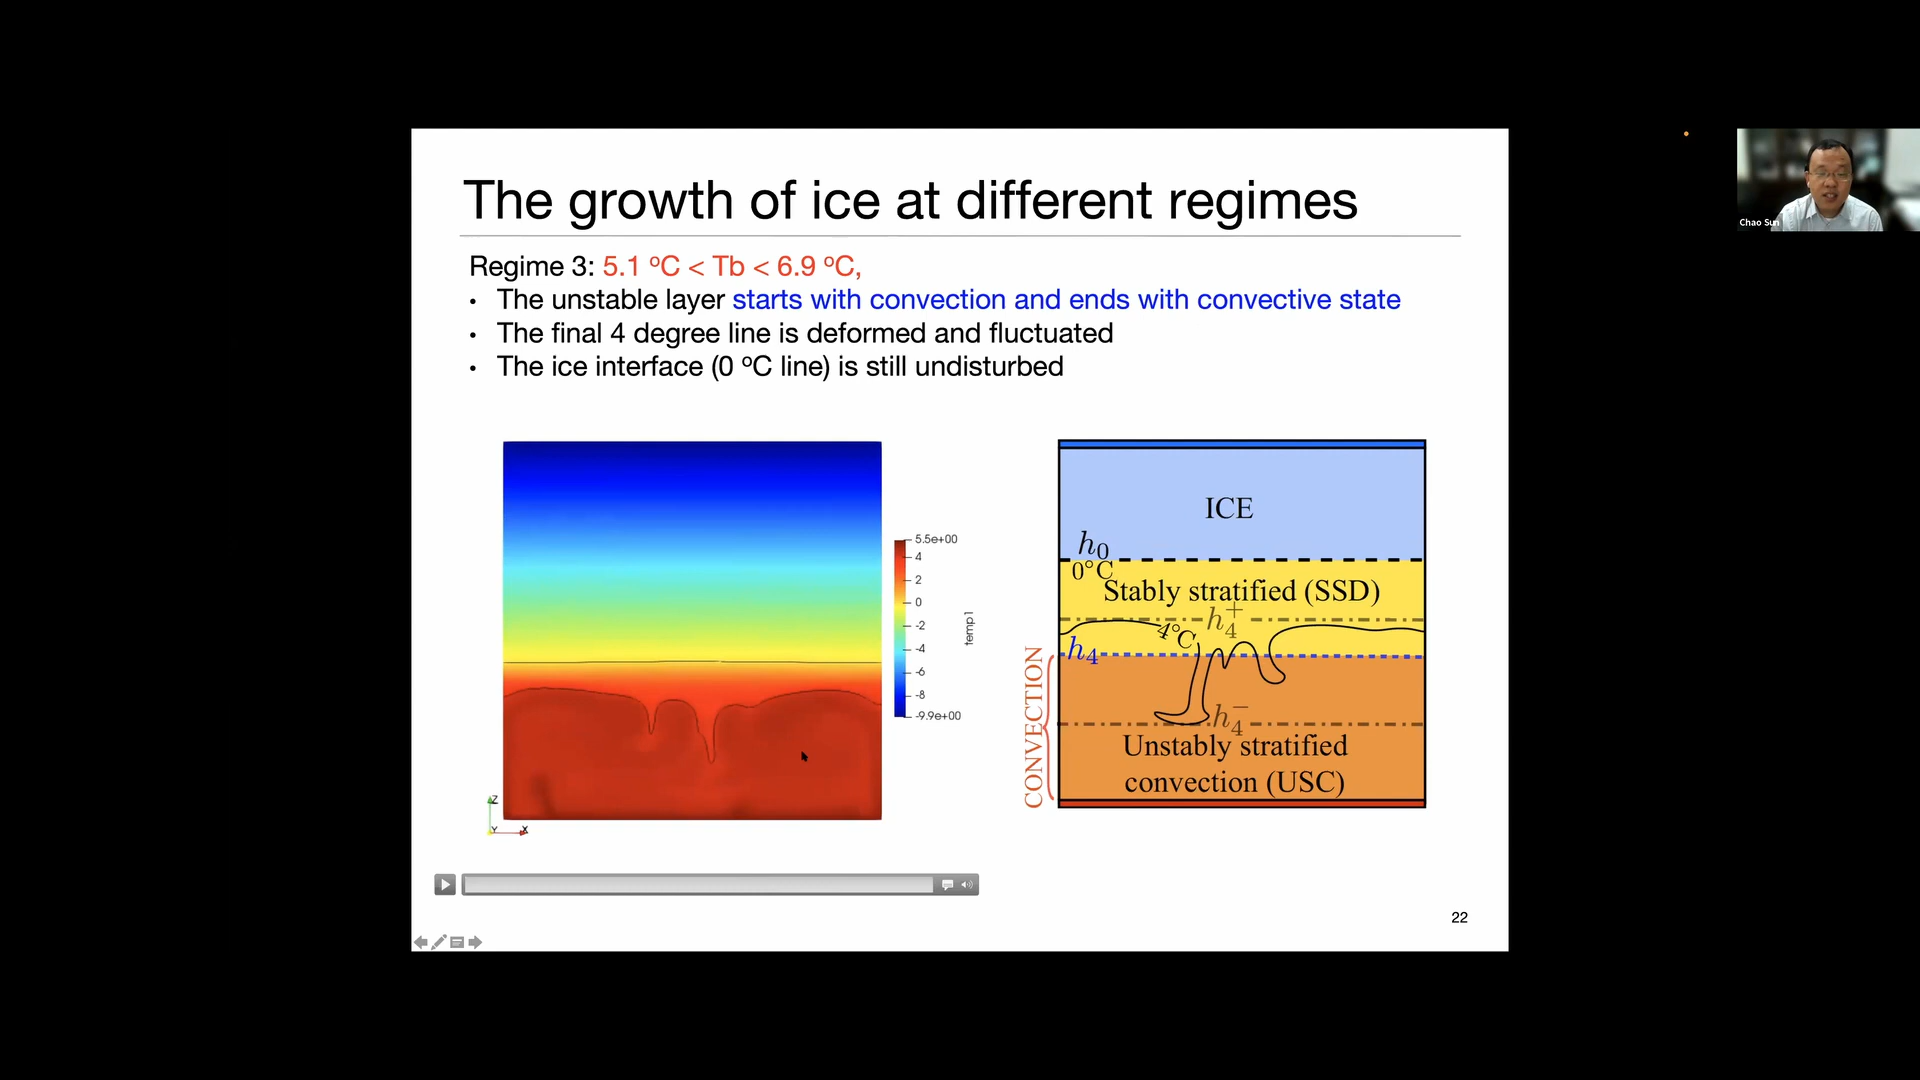 The growth of ice at different regimes
Chao Sun
Regime 3: 5.1 ºC < Tb < 6.9 ºC,
• The unstable layer starts with convection and ends with convective state
• The final 4 degree line is deformed and fluctuated
• The ice interface (0 ºC line) is still undisturbed
5.5e+00
4
2
0
-2
-4
-6
-8
-9.9e+00
temp1
Z
Y
X
ICE
h₀
0°C
Stably stratified (SSD)
h₄⁺
4°C
h₄
h₄⁻
Unstably stratified
convection (USC)
CONVECTION
22